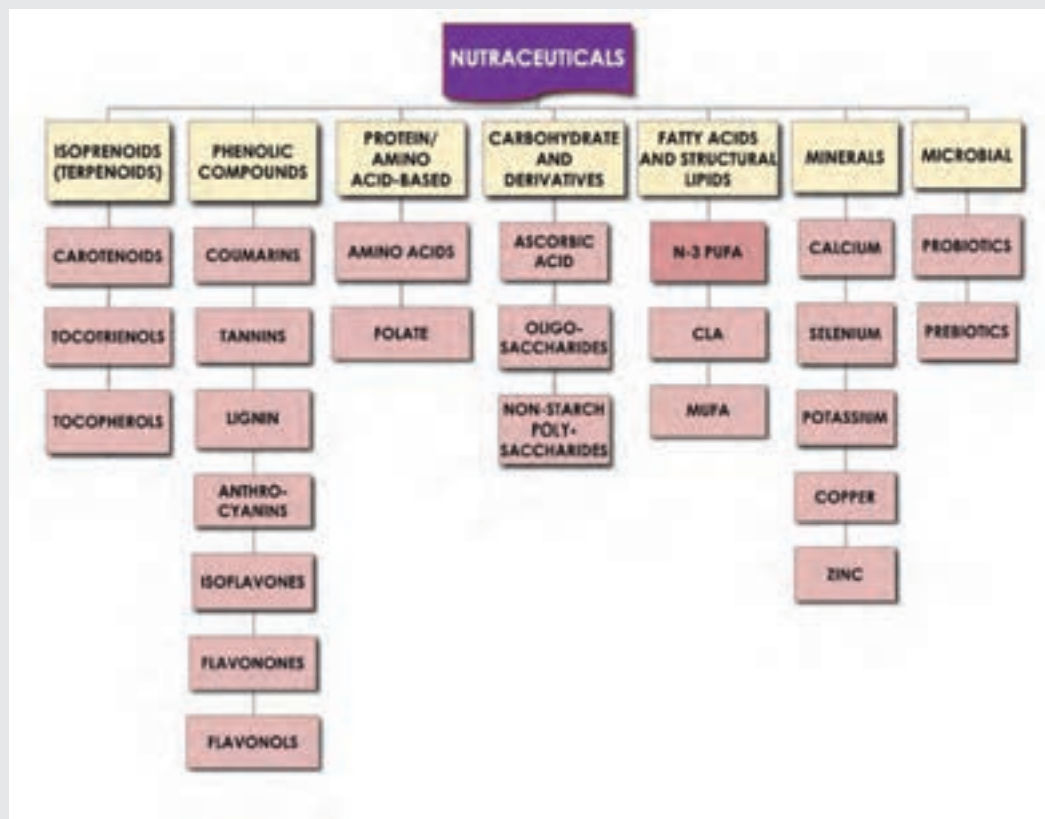 NUTRACEUTICALS
ISOPRENOIDS
(TERPENOIDS)
PHENOLIC
COMPOUNDS
PROTEIN/
AMINO
ACID-BASED
CARBOHYDRATE
AND
DERIVATIVES
FATTY ACIDS
AND STRUCTURAL
LIPIDS
MINERALS
MICROBIAL
CAROTENOIDS
TOCOTRIENOLS
TOCOPHEROLS
COUMARINS
TANNINS
LIGNIN
ANTHRO-
CYANINS
ISOFLAVONES
FLAVONONES
FLAVONOLS
AMINO ACIDS
FOLATE
ASCORBIC
ACID
OLIGO-
SACCHARIDES
NON-STARCH
POLY-
SACCHARIDES
N-3 PUFA
CLA
MUFA
CALCIUM
SELENIUM
POTASSIUM
COPPER
ZINC
PROBIOTICS
PREBIOTICS